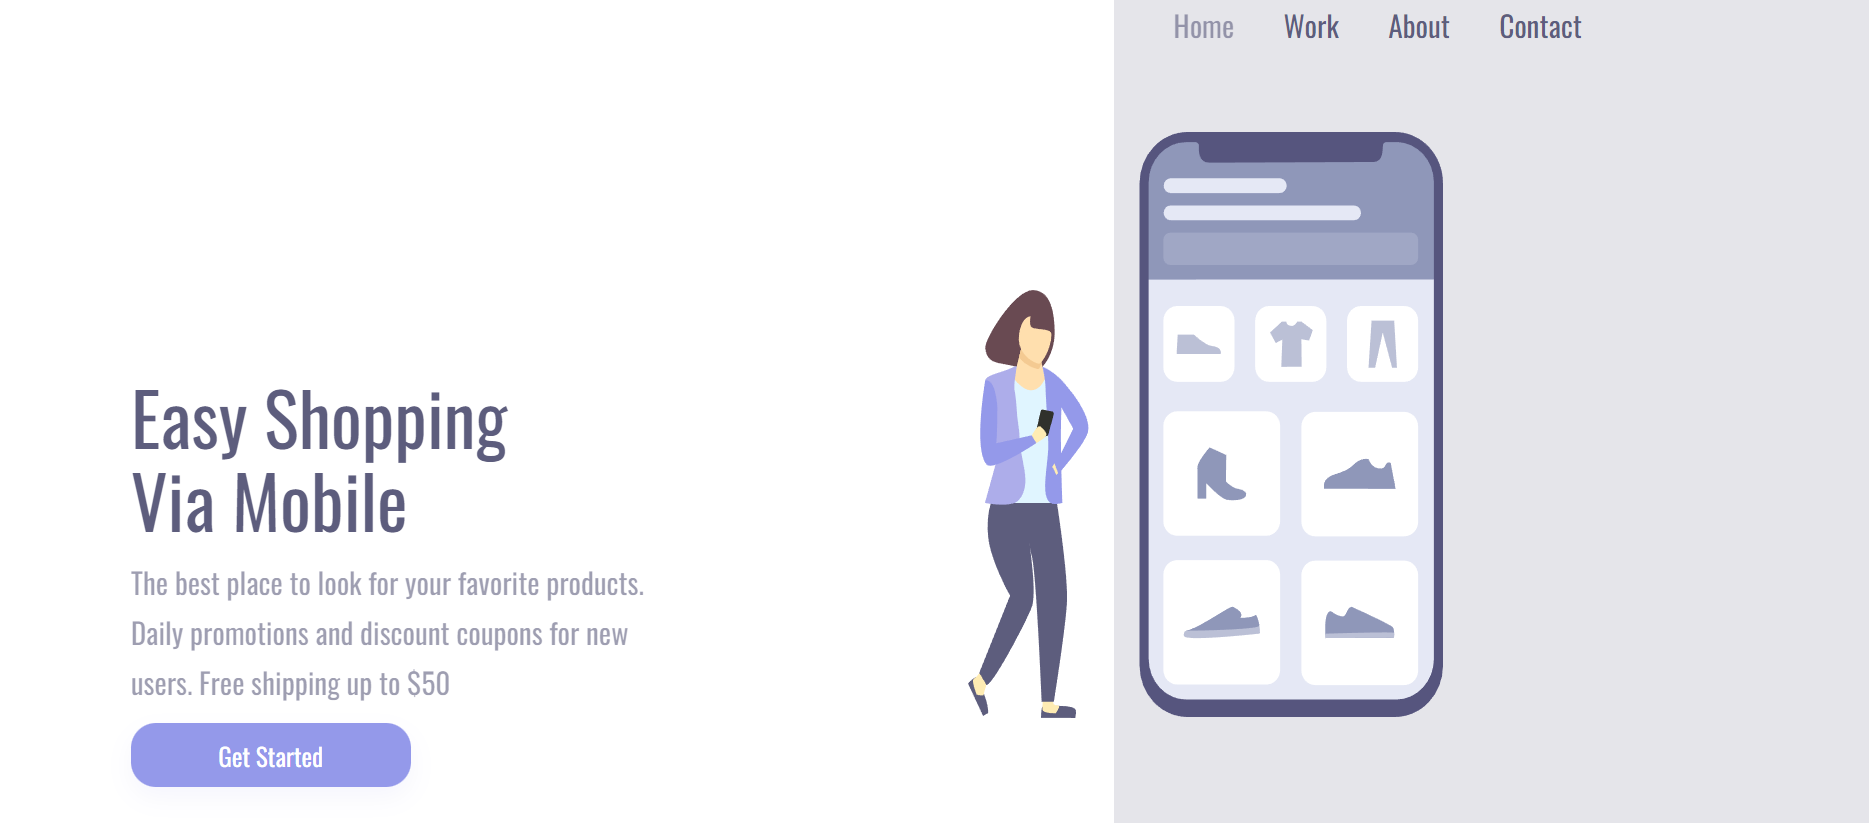 Home Work About Contact
Easy Shopping
Via Mobile
The best place to look for your favorite products.
Daily promotions and discount coupons for new
users. Free shipping up to $50
Get Started